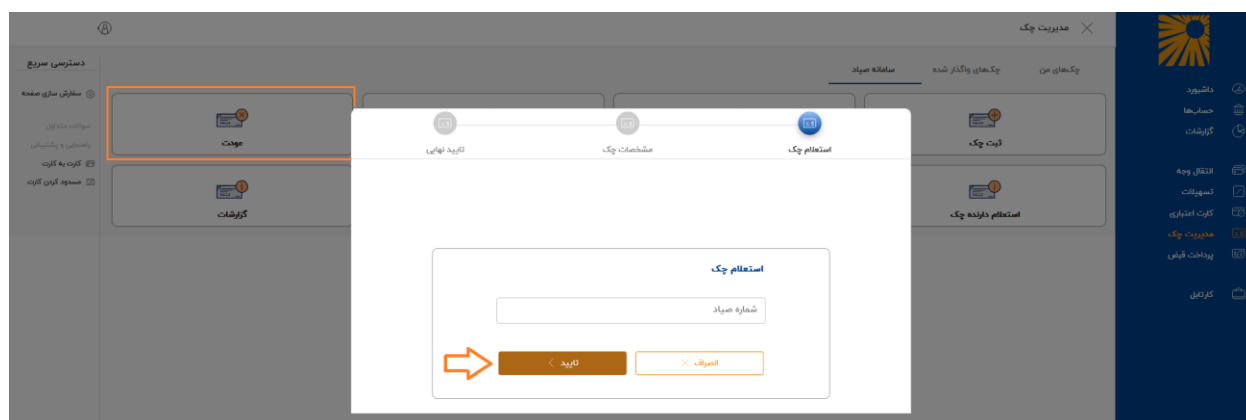 مدیریت چک
چک‌های من
چک‌های واگذار شده
سامانه صیاد
داشبورد
حساب‌ها
گزارشات
انتقال وجه
تسهیلات
کارت اعتباری
مدیریت چک
پرداخت قبض
کارتابل
ثبت چک
عودت
استعلام دارنده چک
گزارشات
استعلام چک
مشخصات چک
تایید نهایی
استعلام چک
شماره صیاد
انصراف
تایید
دسترسی سریع
سفارش سازی صفحه
سوالات متداول
راهنمایی و پشتیبانی
کارت به کارت
مسدود کردن کارت